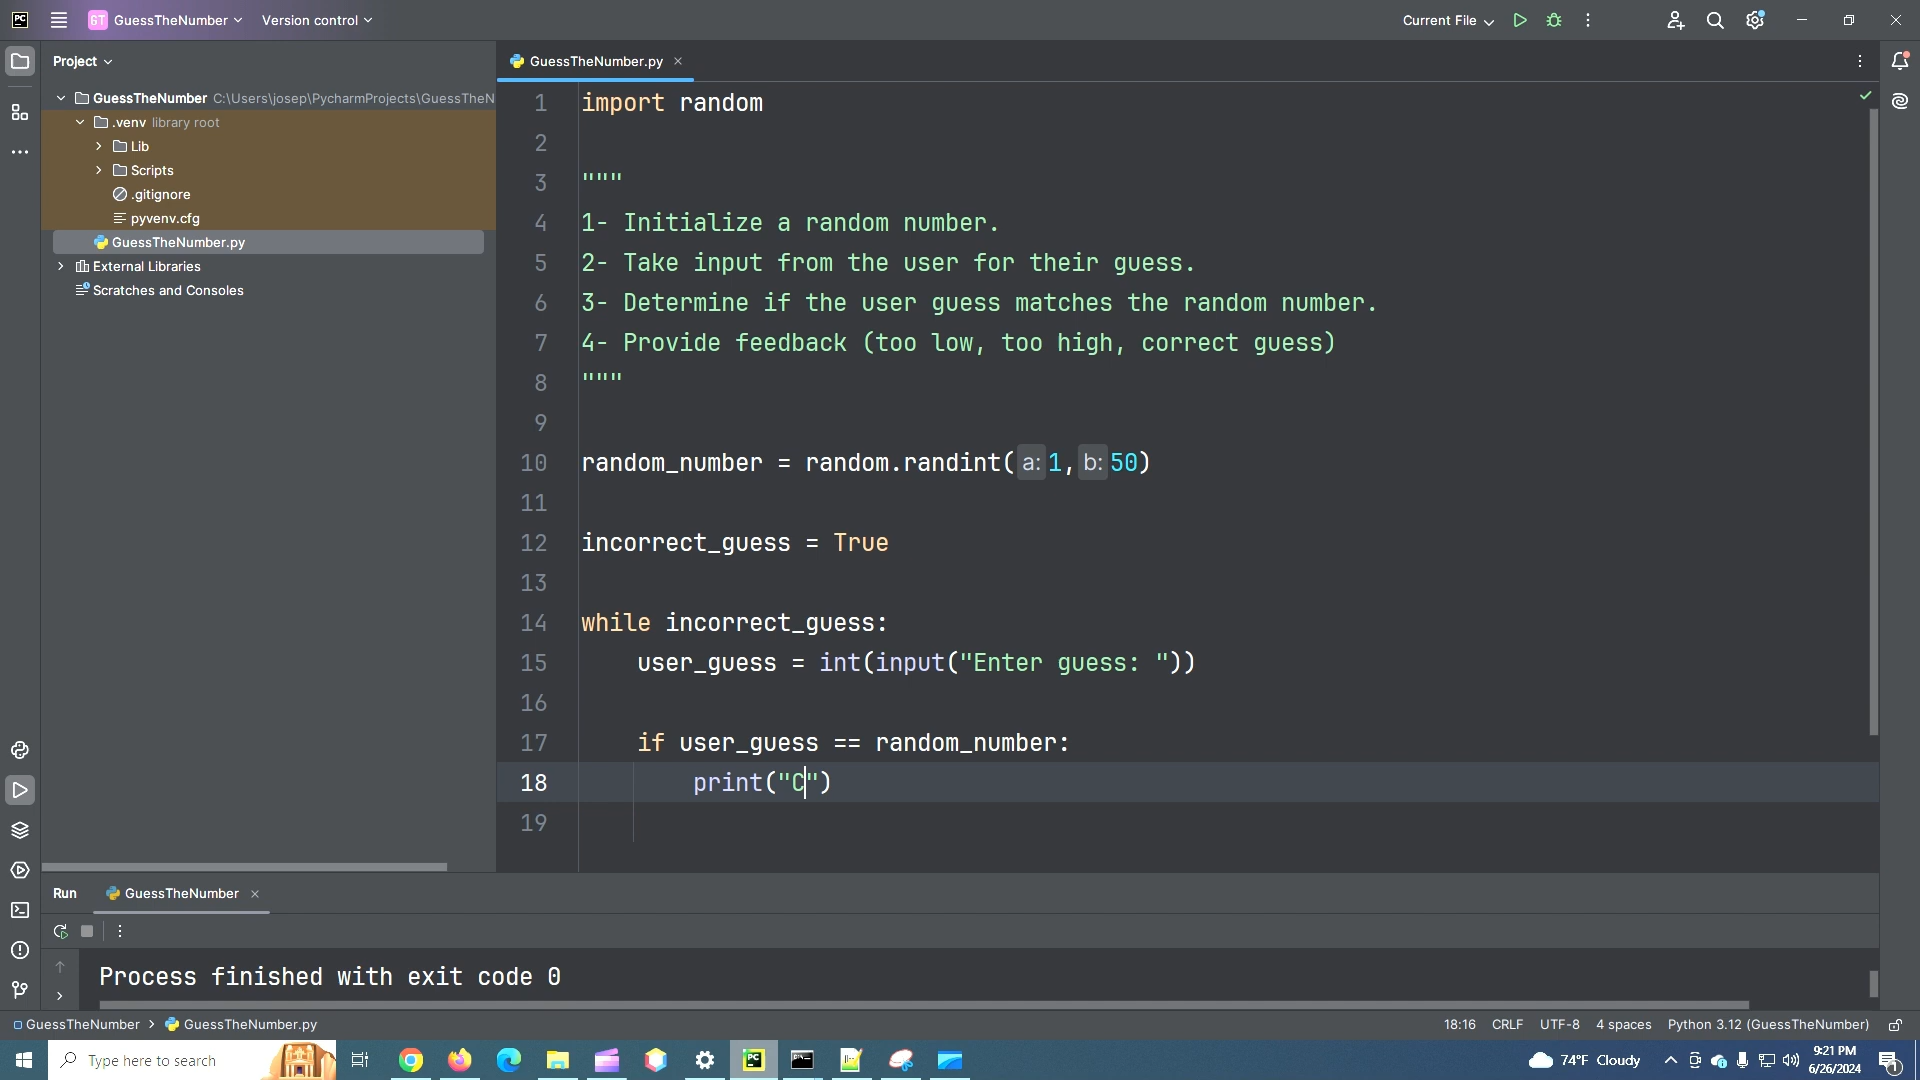 PC GT GuessTheNumber Version control Current File
Project
GuessTheNumber.py
GuessTheNumber C:\Users\josep\PycharmProjects\GuessTheN
.venv library root
Lib
Scripts
.gitignore
pyvenv.cfg
GuessTheNumber.py
External Libraries
Scratches and Consoles
1 import random
2
3 """
4 1- Initialize a random number.
5 2- Take input from the user for their guess.
6 3- Determine if the user guess matches the random number.
7 4- Provide feedback (too low, too high, correct guess)
8 """
9
10 random_number = random.randint(a:1,b:50)
11
12 incorrect_guess = True
13
14 while incorrect_guess:
15 user_guess = int(input("Enter guess: "))
16
17 if user_guess == random_number:
18 print("C")
19
Run GuessTheNumber
Process finished with exit code 0
GuessTheNumber > GuessTheNumber.py 18:16 CRLF UTF-8 4 spaces Python 3.12 (GuessTheNumber)
Type here to search PC 74°F Cloudy 9:21 PM
6/26/2024 1